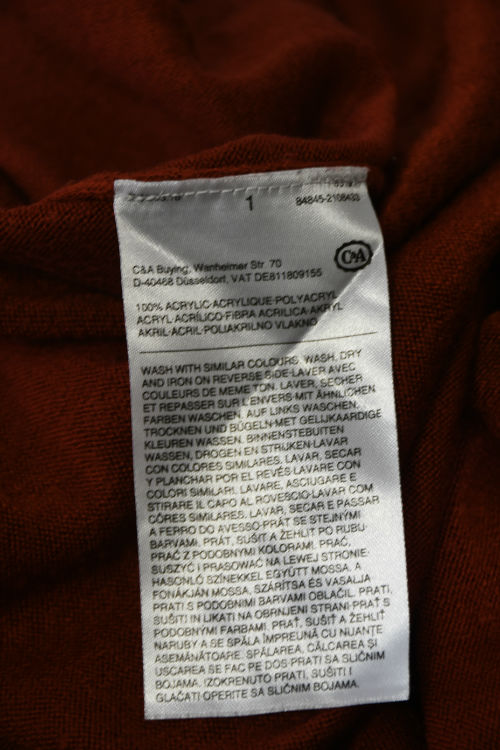 1
84845-2108433
C&A
C&A Buying, Wanheimer Str. 70
D-40468 Düsseldorf, VAT DE811809155
100% ACRYLIC·ACRYLIQUE·POLYACRYL·
ACRYL·ACRÍLICO·FIBRA ACRILICA·AKRYL·
AKRIL·ACRIL·POLIAKRILNO VLAKNO
WASH WITH SIMILAR COLOURS, WASH, DRY
AND IRON ON REVERSE SIDE·LAVER AVEC
COULEURS DE MEME TON. LAVER, SECHER
ET REPASSER SUR L'ENVERS·MIT ÄHNLICHEN
FARBEN WASCHEN. AUF LINKS WASCHEN,
TROCKNEN UND BÜGELN·MET GELIJKAARDIGE
KLEUREN WASSEN. BINNENSTEBUITEN
WASSEN, DROGEN EN STRIJKEN·LAVAR
CON COLORES SIMILARES. LAVAR, SECAR
Y PLANCHAR POR EL REVÉS·LAVARE CON
COLORI SIMILARI. LAVARE, ASCIUGARE E
STIRARE IL CAPO AL ROVESCIO·LAVAR COM
CÔRES SIMILARES. LAVAR, SECAR E PASSAR
A FERRO DO AVESSO·PRÁT SE STEJNÝMI
BARVAMI. PRÁT, SUŠIT A ŽEHLIT PO RUBU·
PRAĆ Z PODOBNYMI KOLORAMI. PRAĆ,
SUSZYĆ I PRASOWAĆ NA LEWEJ STRONIE·
HASONLÓ SZÍNEKKEL EGYÜTT MOSSA. A
FONÁKJÁN MOSSA, SZÁRÍTSA ÉS VASALJA·
PRATI S PODOBNIMI BARVAMI OBLAČIL. PRATI,
SUŠITI IN LIKATI NA OBRNJENI STRANI·PRAŤ S
PODOBNÝMI FARBAMI. PRAŤ, SUŠIŤ A ŽEHLIŤ
NARUBY·A SE SPĂLA ÎMPREUNĂ CU NUANȚE
ASEMĂNĂTOARE. SPĂLAREA, CĂLCAREA ȘI
USCAREA SE FAC PE DOS·PRATI SA SLIČNIM
BOJAMA. IZOKRENUTO PRATI, SUŠITI I
GLAČATI OPERITE SA SLIČNIM BOJAMA.